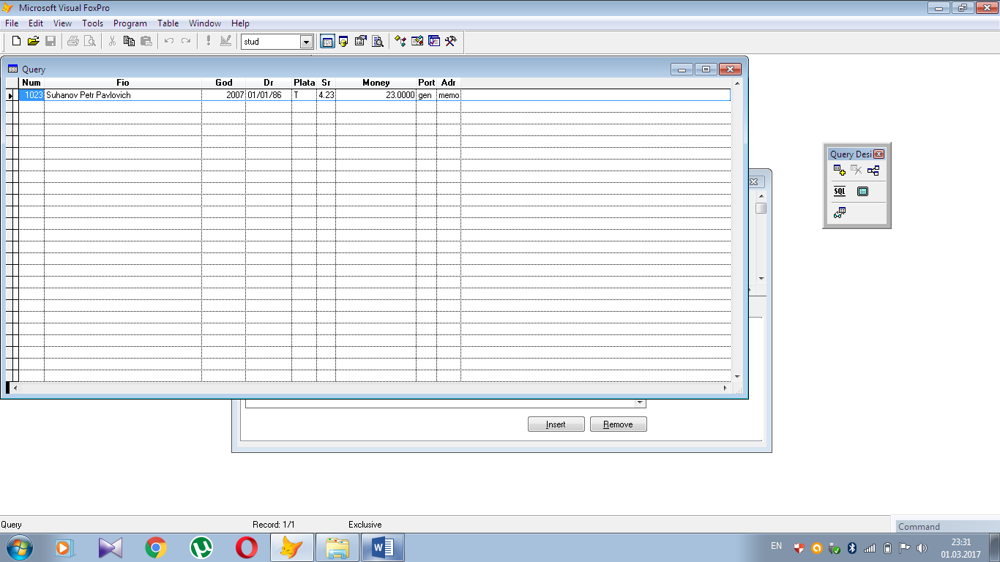 Microsoft Visual FoxPro
File Edit View Tools Program Table Window Help
stud
Query
Num Fio God Dr Plata Sr Money Port Adr
1023 Suhanov Petr Pavlovich 2007 01/01/86 T 4.23 23.0000 gen memo
Query Desi
SQL
Insert Remove
Query Record: 1/1 Exclusive
Command
EN
23:31
01.03.2017